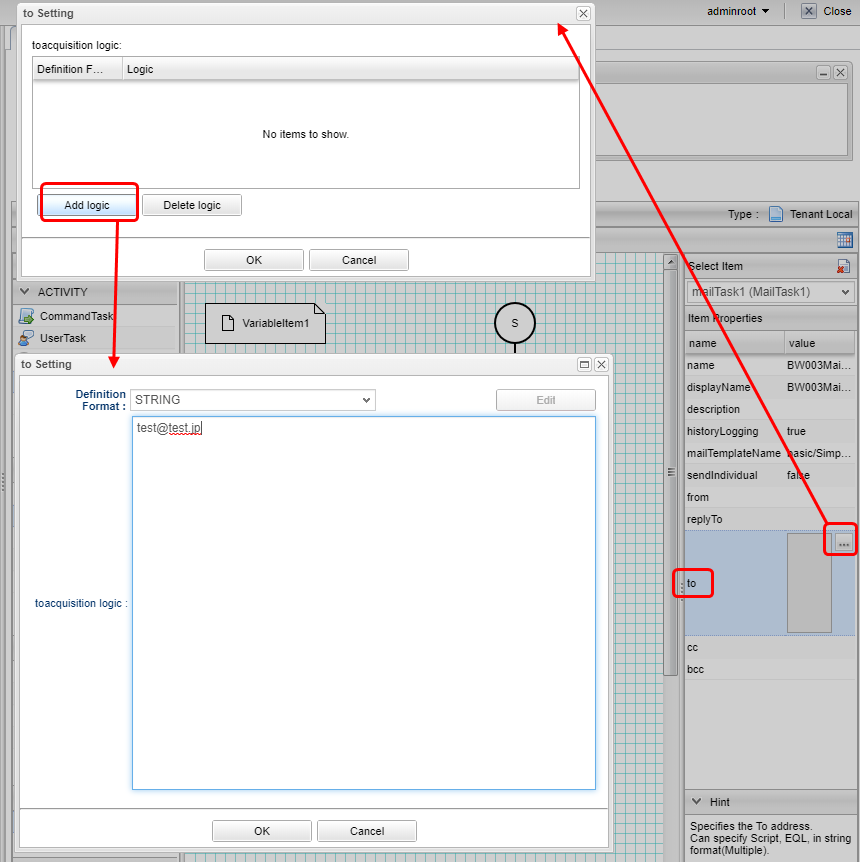 to Setting
adminroot
Close
toacquisition logic:
Definition F...
Logic
No items to show.
Add logic
Delete logic
OK
Cancel
Type :
Tenant Local
ACTIVITY
CommandTask
UserTask
VariableItem1
S
Select Item
mailTask1 (MailTask1)
Item Properties
name
value
name
BW003Mai...
displayName
BW003Mai...
description
historyLogging
true
mailTemplateName
basic/Simp...
sendIndividual
false
from
replyTo
...
to
cc
bcc
to Setting
Definition
Format :
STRING
Edit
test@test.jp
toacquisition logic :
OK
Cancel
Hint
Specifies the To address.
Can specify Script, EQL, in string
format(Multiple).